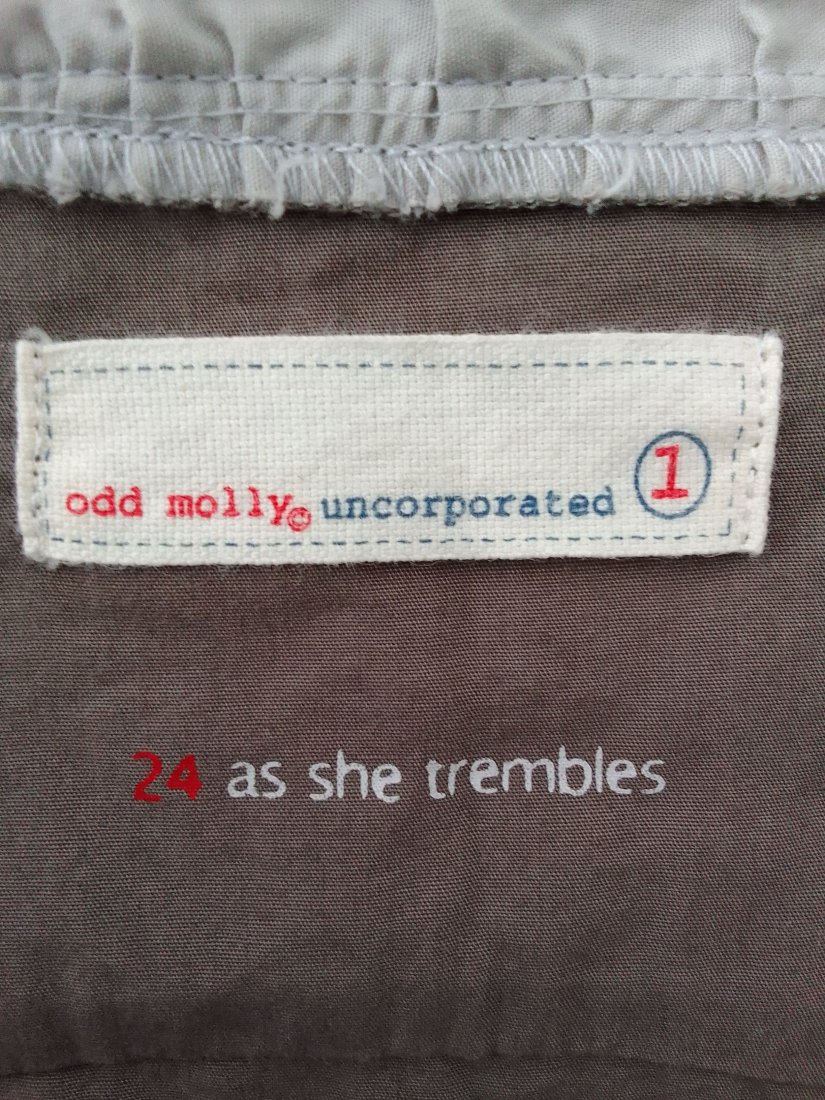 odd molly© uncorporated 1
24 as she trembles